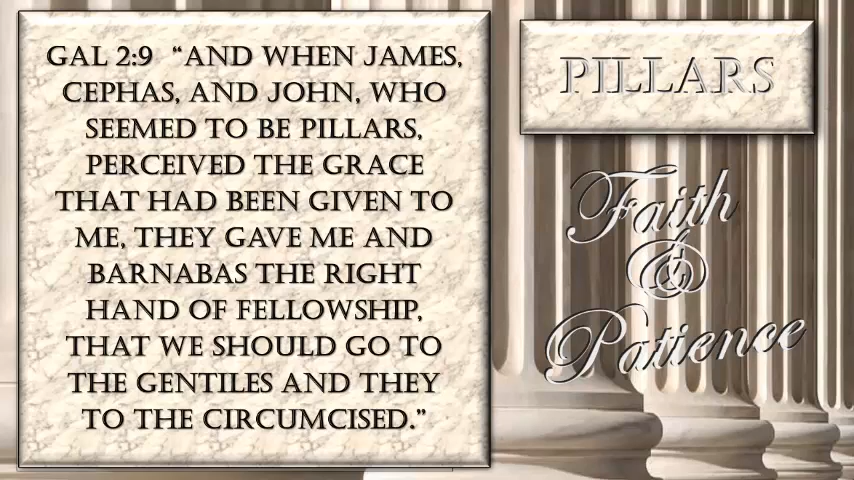 GAL 2:9 “AND WHEN JAMES,
CEPHAS, AND JOHN, WHO
SEEMED TO BE PILLARS,
PERCEIVED THE GRACE
THAT HAD BEEN GIVEN TO
ME, THEY GAVE ME AND
BARNABAS THE RIGHT
HAND OF FELLOWSHIP,
THAT WE SHOULD GO TO
THE GENTILES AND THEY
TO THE CIRCUMCISED.”
PILLARS
Faith
&
Patience